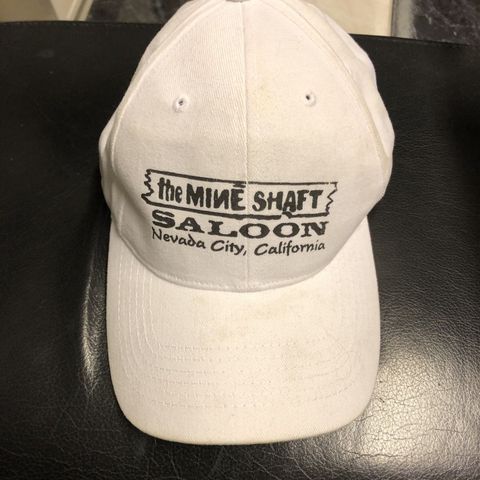 the MINE SHAFT
SALOON
Nevada City, California